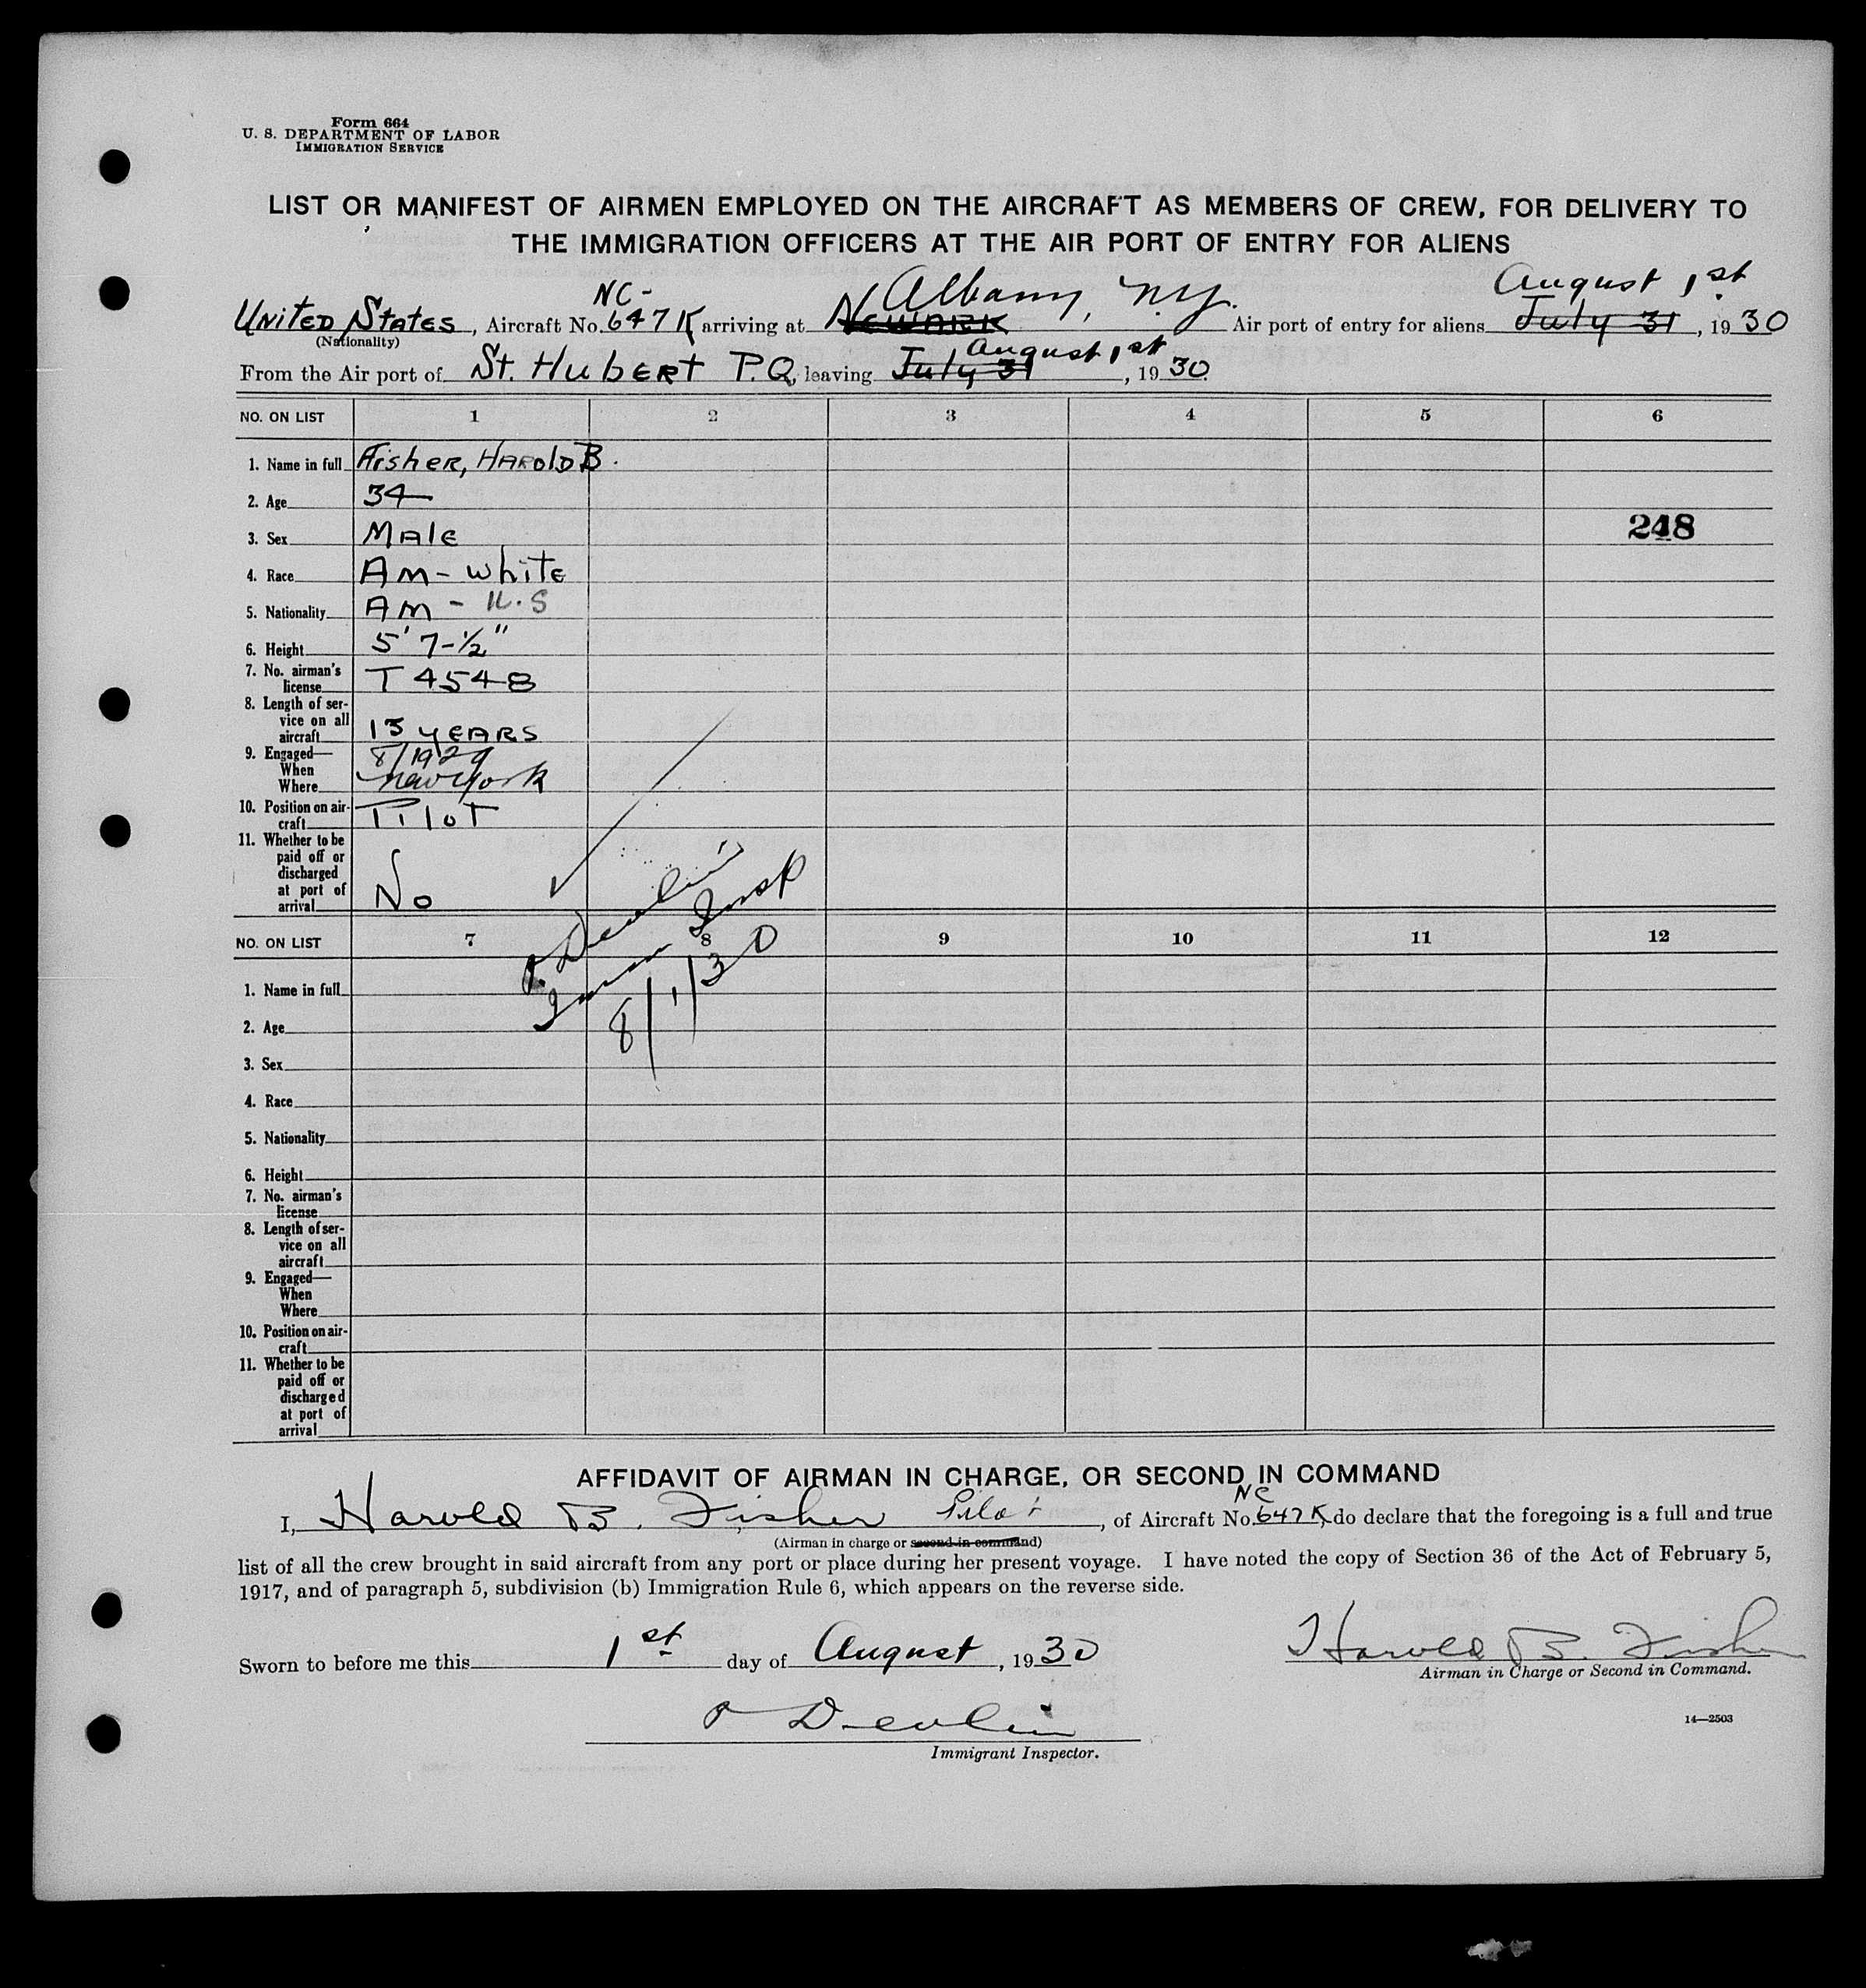 Form 664
U. S. DEPARTMENT OF LABOR
IMMIGRATION SERVICE
LIST OR MANIFEST OF AIRMEN EMPLOYED ON THE AIRCRAFT AS MEMBERS OF CREW, FOR DELIVERY TO
THE IMMIGRATION OFFICERS AT THE AIR PORT OF ENTRY FOR ALIENS
NC- Albany, N.Y. August 1st
UNITED STATES, Aircraft No. 647K arriving at NEWARK Air port of entry for aliens July 31, 1930
(Nationality)
August 1st
From the Air port of St. HUBERT P.Q, leaving July 31, 1930
NO. ON LIST 1 2 3 4 5 6
1. Name in full Fisher, HAROLD B.
2. Age 34
248
3. Sex MALE
4. Race AM - white
5. Nationality AM - U.S
6. Height 5' 7-1/2"
7. No. airman's
license T 4548
8. Length of ser-
vice on all
aircraft 13 YEARS
9. Engaged— 8/1929
When
Where New York
10. Position on air-
craft PILOT
11. Whether to be
paid off or
discharged
at port of
arrival No
P. Devlin
Immn Insp
8/1/30
NO. ON LIST 7 8 9 10 11 12
1. Name in full
2. Age
3. Sex
4. Race
5. Nationality
6. Height
7. No. airman's
license
8. Length of ser-
vice on all
aircraft
9. Engaged—
When
Where
10. Position on air-
craft
11. Whether to be
paid off or
discharged
at port of
arrival
AFFIDAVIT OF AIRMAN IN CHARGE, OR SECOND IN COMMAND
NC
I, Harold B. Fisher Pilot, of Aircraft No. 647K, do declare that the foregoing is a full and true
(Airman in charge or second in command)
list of all the crew brought in said aircraft from any port or place during her present voyage. I have noted the copy of Section 36 of the Act of February 5,
1917, and of paragraph 5, subdivision (b) Immigration Rule 6, which appears on the reverse side.
Sworn to before me this 1st day of August, 1930
Harold B. Fisher
Airman in Charge or Second in Command.
P Devlin
14—2503
Immigrant Inspector.